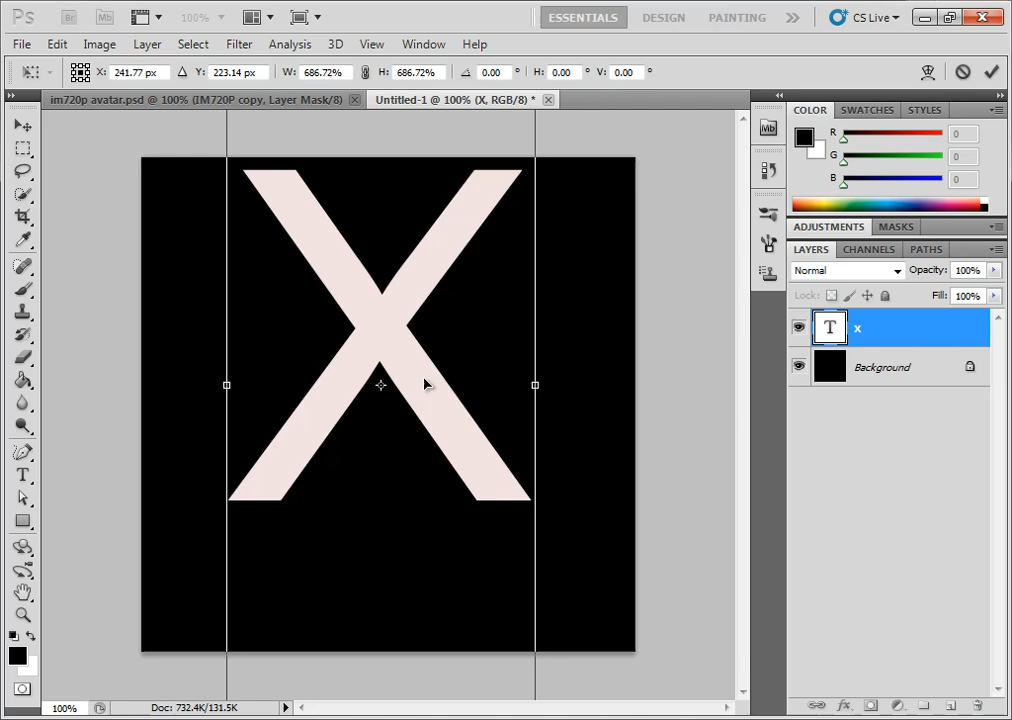 Ps Br Mb 100% ESSENTIALS DESIGN PAINTING CS Live
File Edit Image Layer Select Filter Analysis 3D View Window Help
X: 241.77 px Y: 223.14 px W: 686.72% H: 686.72% 0.00 ° H: 0.00 ° V: 0.00 °
im720p avatar.psd @ 100% (IM720P copy, Layer Mask/8) Untitled-1 @ 100% (X, RGB/8) *
COLOR SWATCHES STYLES
Mb
R 0
G 0
B 0
ADJUSTMENTS MASKS
LAYERS CHANNELS PATHS
Normal Opacity: 100%
Lock: Fill: 100%
T x
Background
X
T
fx
100% Doc: 732.4K/131.5K